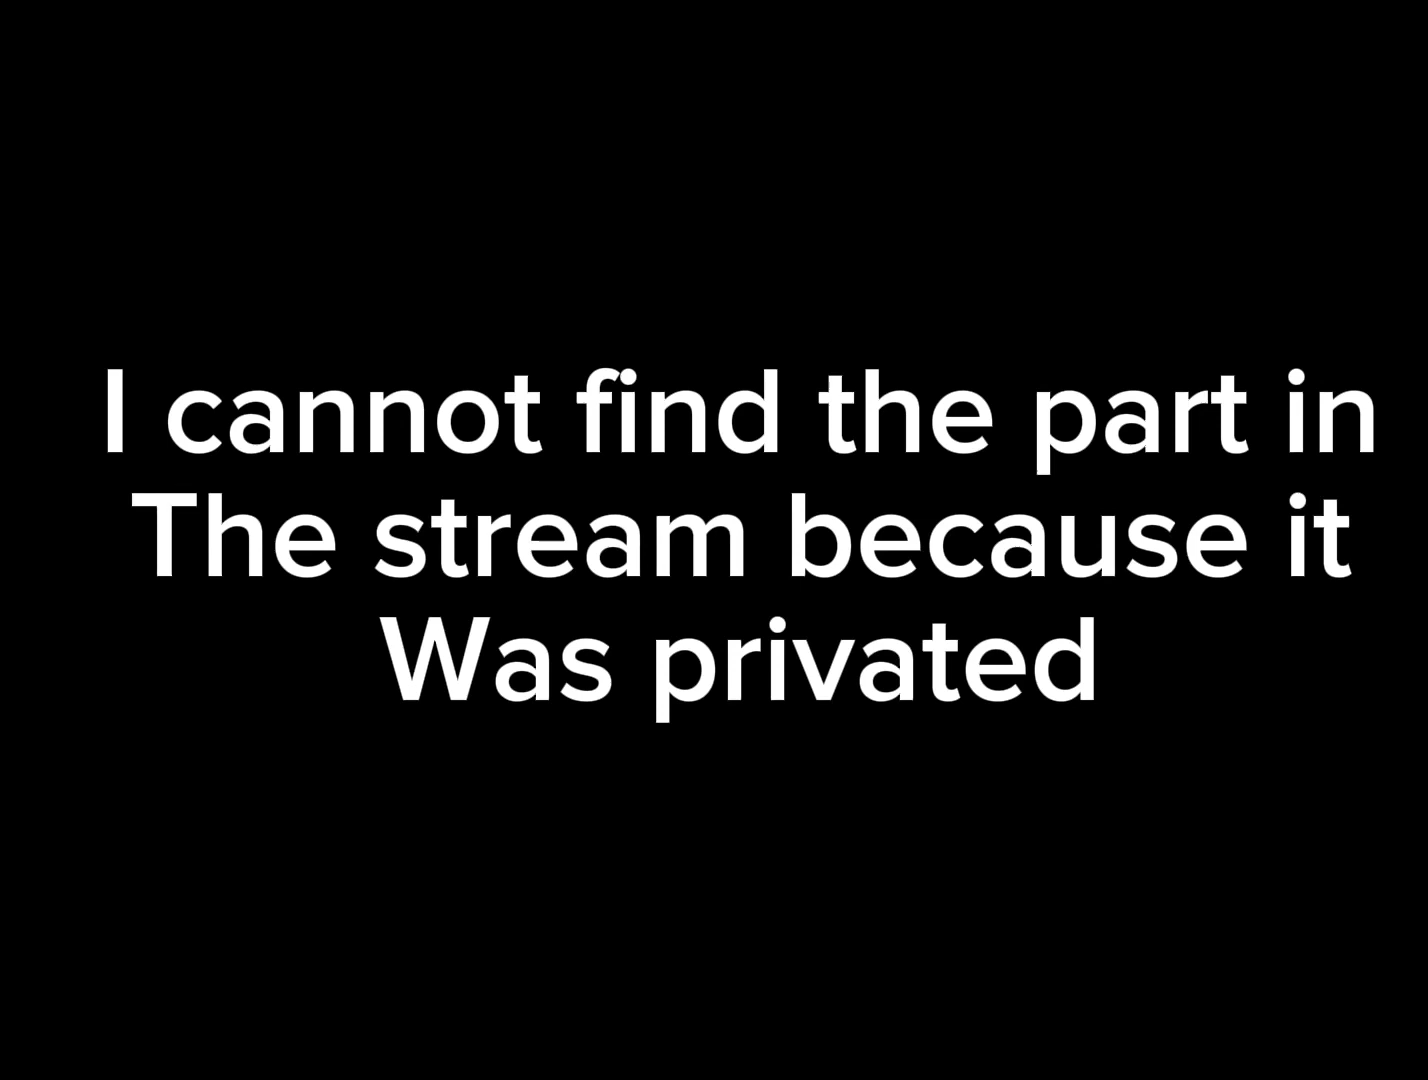 I cannot find the part in
The stream because it
Was privated